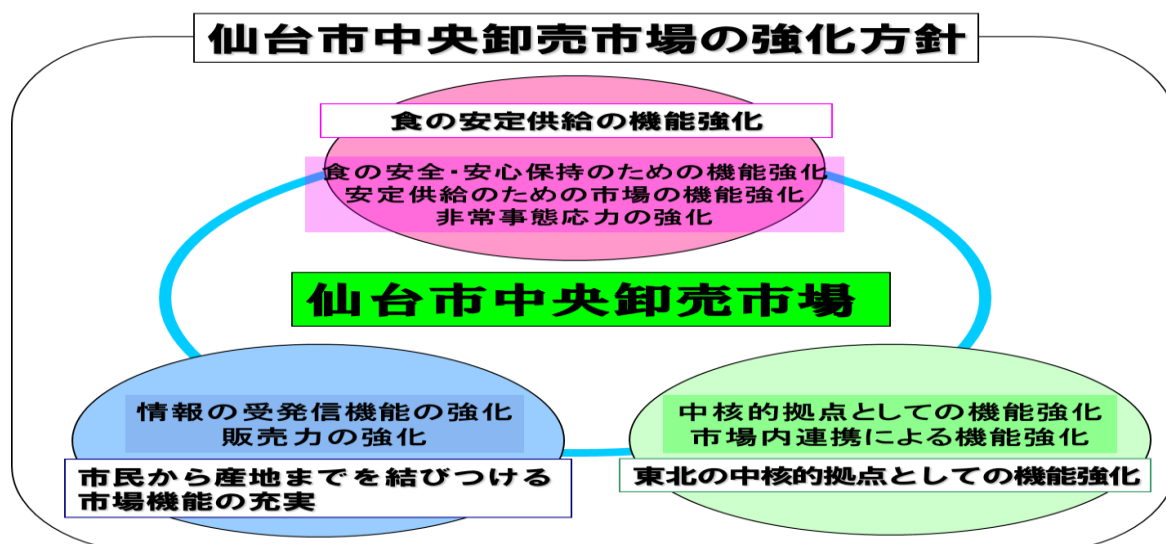 仙台市中央卸売市場の強化方針
食の安定供給の機能強化
食の安全・安心保持のための機能強化
安定供給のための市場の機能強化
非常事態応力の強化
仙台市中央卸売市場
情報の受発信機能の強化
販売力の強化
市民から産地までを結びつける
市場機能の充実
中核的拠点としての機能強化
市場内連携による機能強化
東北の中核的拠点としての機能強化